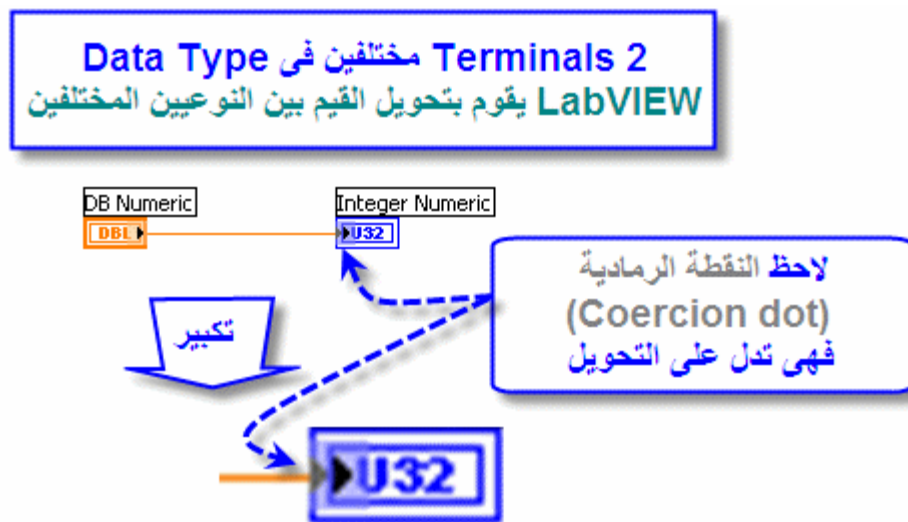 2 Terminals مختلفين فى Data Type
LabVIEW يقوم بتحويل القيم بين النوعيين المختلفين
DB Numeric
Integer Numeric
DBL
U32
لاحظ النقطة الرمادية
(Coercion dot)
فهى تدل على التحويل
تكبير
U32